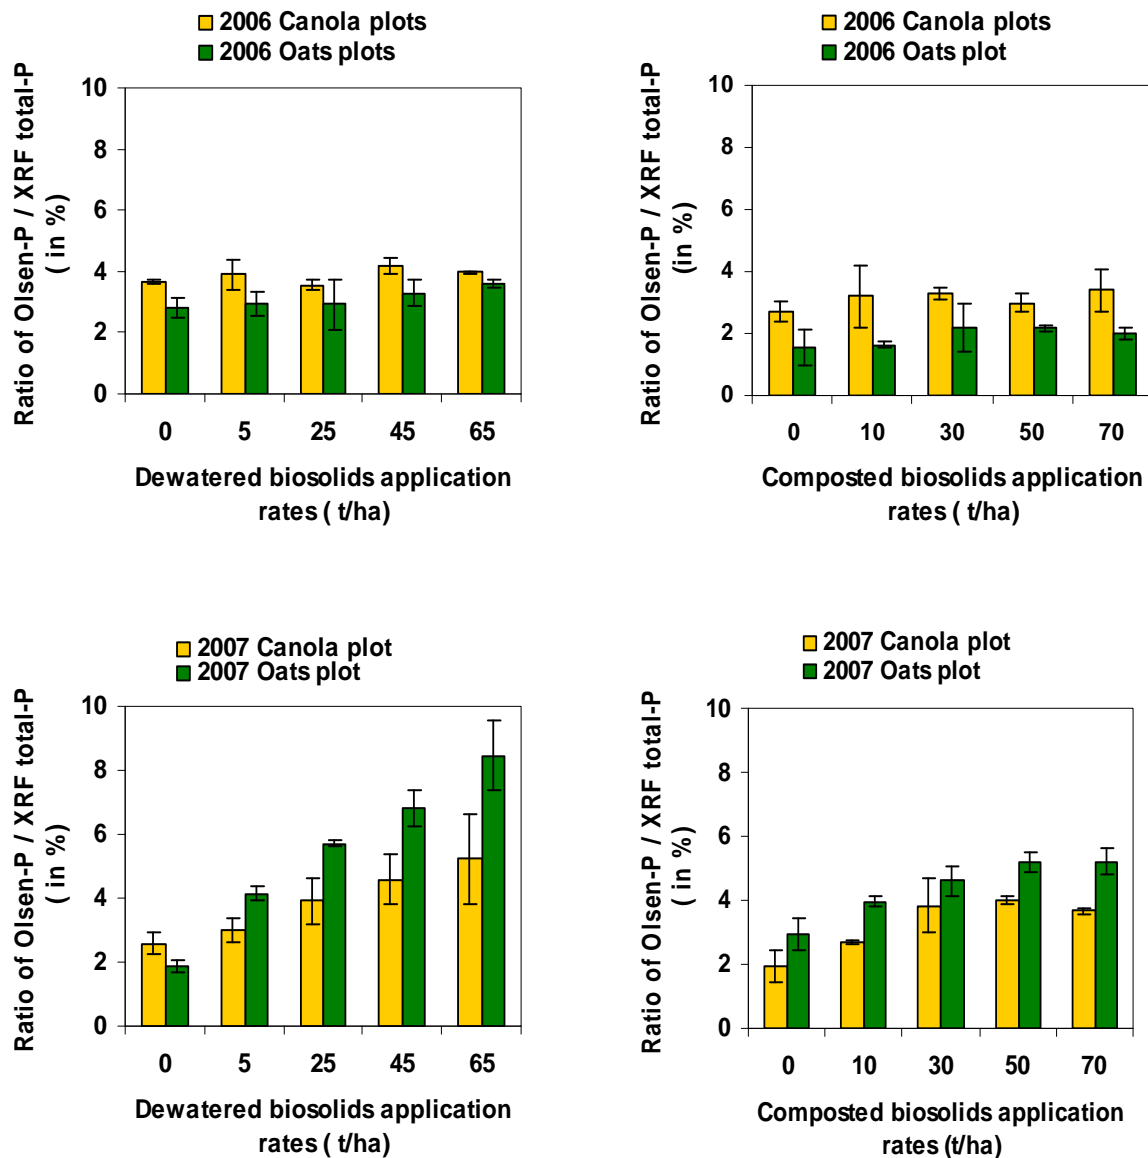 2006 Canola plots
2006 Oats plots
Ratio of Olsen-P / XRF total-P
( in %)
10
8
6
4
2
0
0 5 25 45 65
Dewatered biosolids application
rates ( t/ha)
2006 Canola plots
2006 Oats plot
Ratio of Olsen-P / XRF total-P
(in %)
10
8
6
4
2
0
0 10 30 50 70
Composted biosolids application
rates ( t/ha)
2007 Canola plot
2007 Oats plot
Ratio of Olsen-P / XRF total-P
( in %)
10
8
6
4
2
0
0 5 25 45 65
Dewatered biosolids application
rates ( t/ha)
2007 Canola plot
2007 Oats plot
Ratio of Olsen-P / XRF total-P
( in %)
10
8
6
4
2
0
0 10 30 50 70
Composted biosolids application
rates (t/ha)